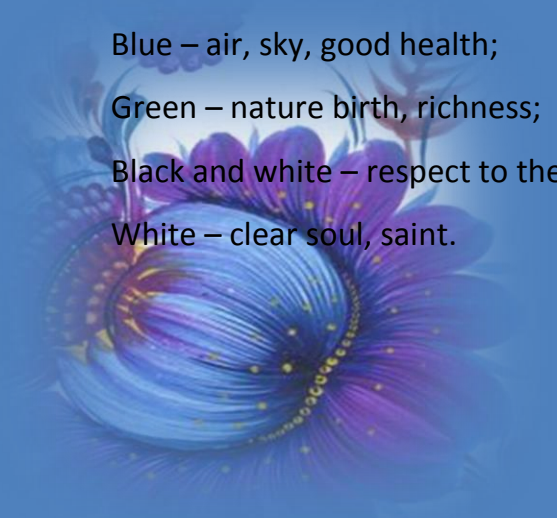 Blue – air, sky, good health;
Green – nature birth, richness;
Black and white – respect to the
White – clear soul, saint.